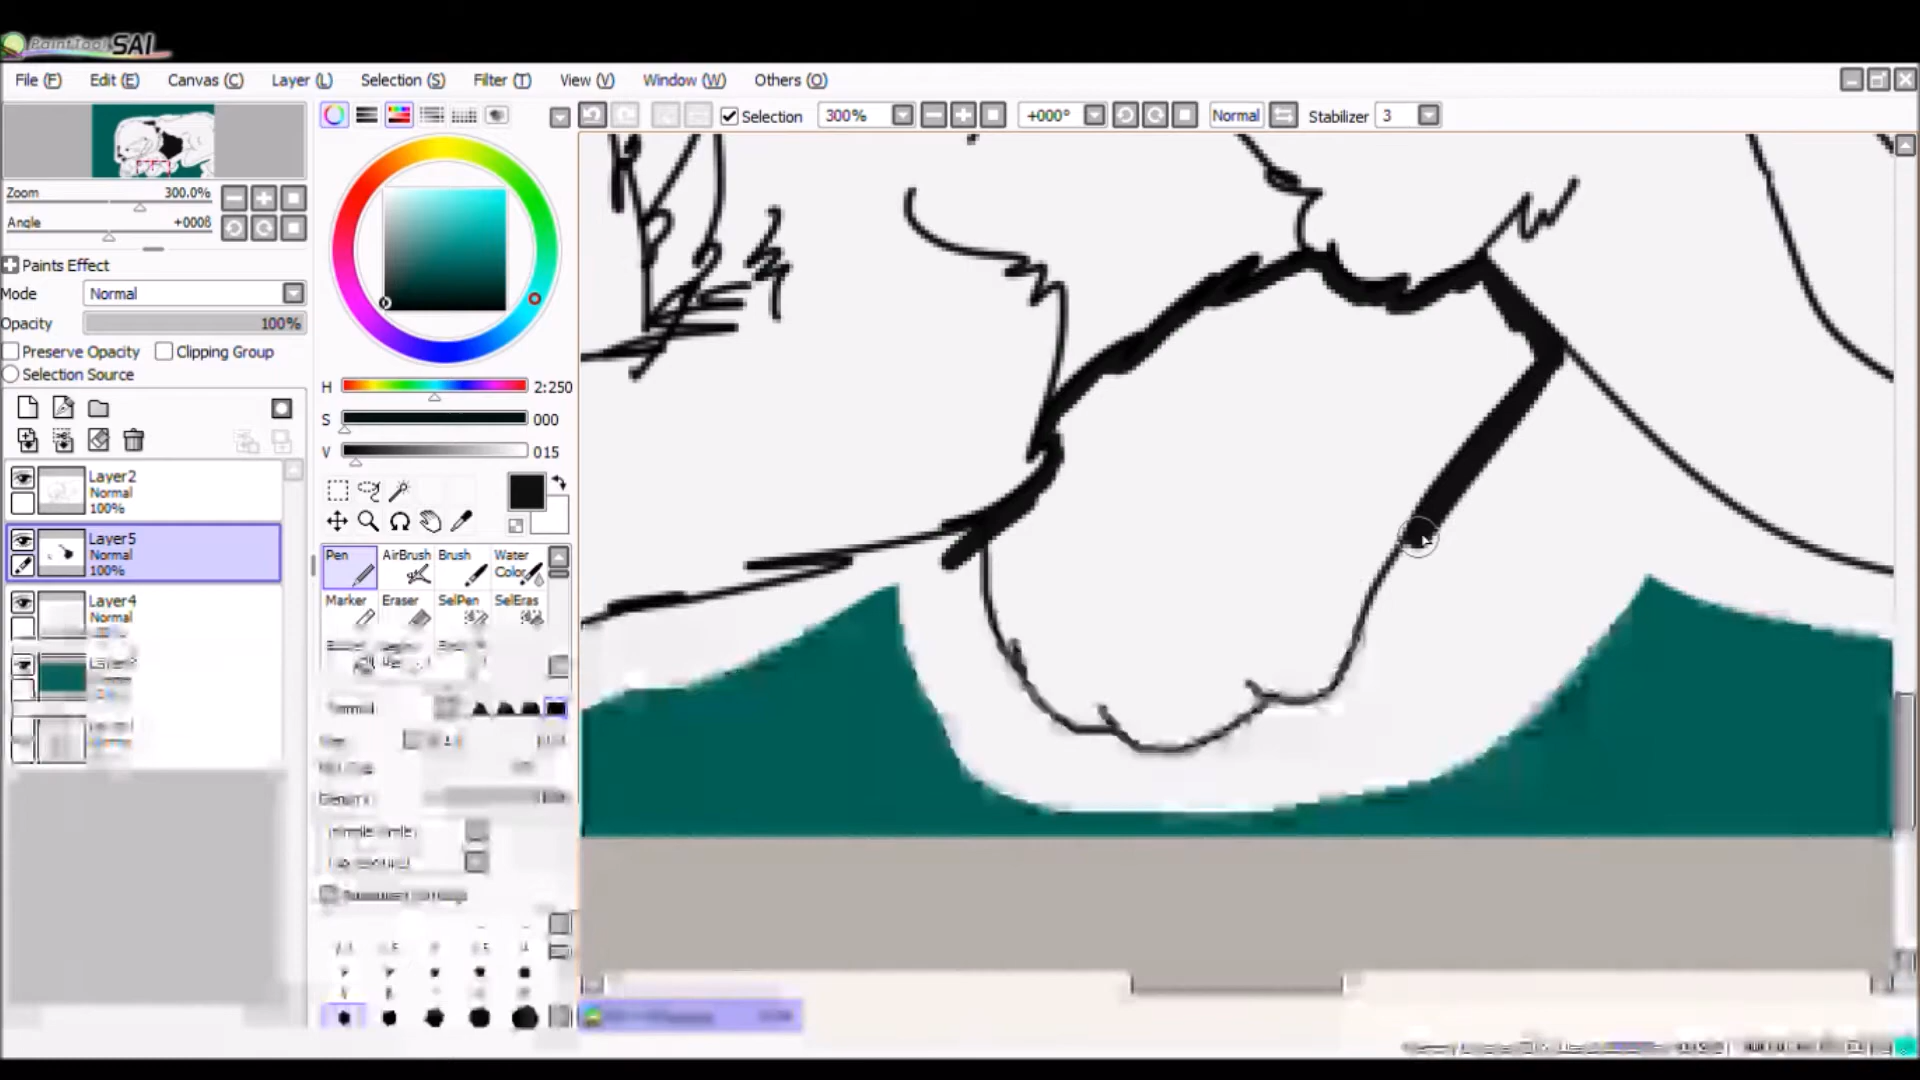 PaintTool SAI
File (F) Edit (E) Canvas (C) Layer (L) Selection (S) Filter (T) View (V) Window (W) Others (O)
Selection 300% +000° Normal Stabilizer 3
Zoom 300.0%
Angle +000ß
Paints Effect
Mode Normal
Opacity 100%
Preserve Opacity Clipping Group
Selection Source
H 2:250
S 000
V 015
Layer2
Normal
100%
Layer5
Normal
100%
Layer4
Normal
Pen AirBrush Brush Water
Color
Marker Eraser SelPen SelEras